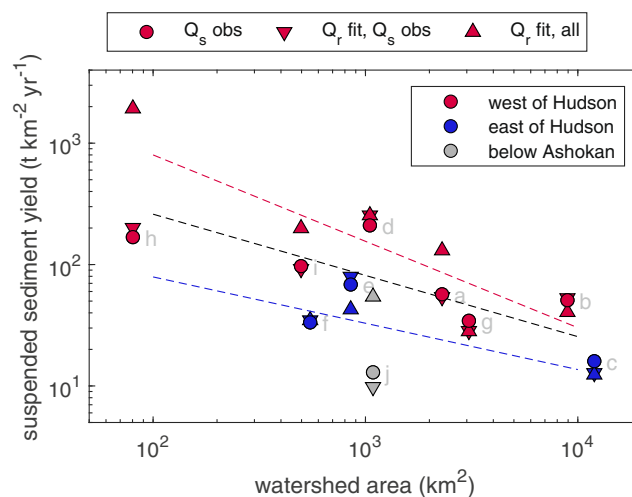 Q_s obs Q_r fit, Q_s obs Q_r fit, all
suspended sediment yield (t km^-2 yr^-1)
10^3
10^2
10^1
west of Hudson
east of Hudson
below Ashokan
h
i
d
e
f
j
a
g
b
c
10^2 10^3 10^4
watershed area (km^2)